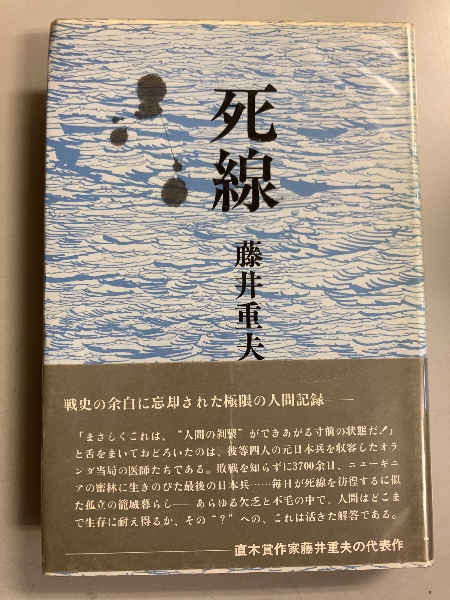 死線
藤井重夫
戦史の余白に忘却された極限の人間記録――
「まさしくこれは、“人間の剥製”ができあがる寸前の状態だ!」
と舌をまいておどろいたのは、彼等四人の元日本兵を収容したオラ
ンダ当局の医師たちである。敗戦を知らずに3700余日、ニューギニ
アの密林に生きのびた最後の日本兵……毎日が死線を彷徨するに似
た孤立の籠城暮らし――あらゆる欠乏と不毛の中で、人間はどこま
で生存に耐え得るか、その“?”への、これは活きた解答である。
直木賞作家藤井重夫の代表作